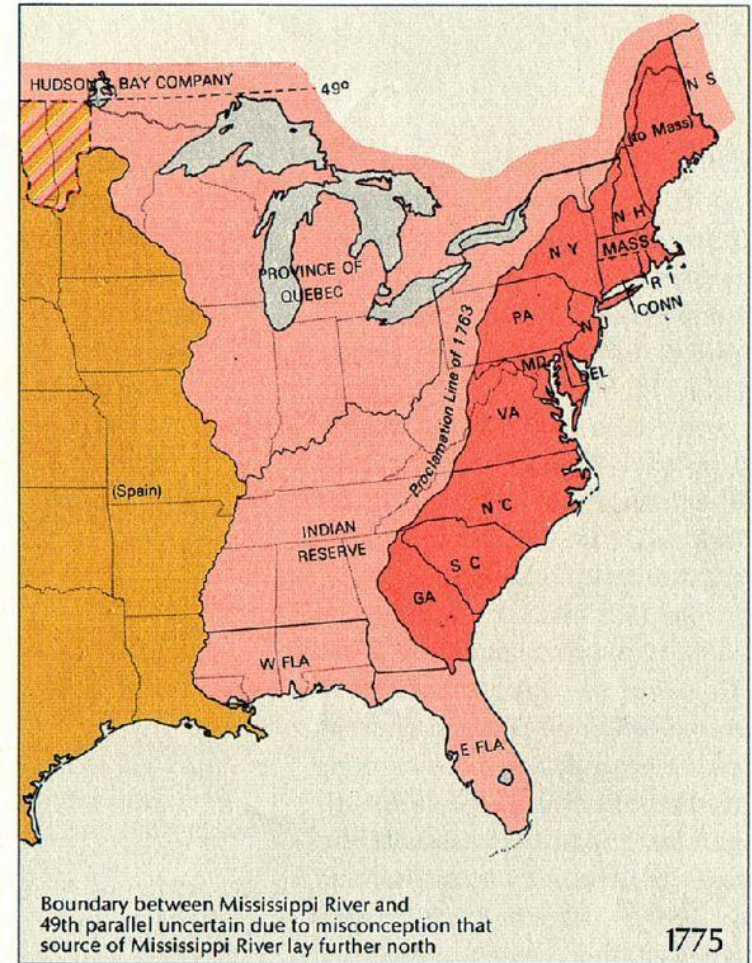 HUDSON'S BAY COMPANY
49°
N S
(to Mass)
N H
N Y
MASS
R I
CONN
PROVINCE OF
QUEBEC
PA
N J
MD
DEL
VA
Proclamation Line of 1763
(Spain)
N C
INDIAN
RESERVE
S C
GA
W FLA
E FLA
Boundary between Mississippi River and
49th parallel uncertain due to misconception that
source of Mississippi River lay further north
1775